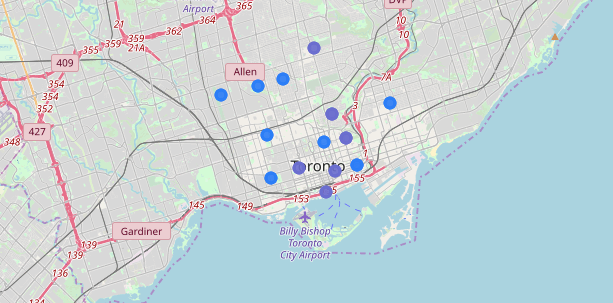 Airport
DVP
21
364
365
362
10
10
359
359
21A
355
409
Allen
354
354
352
7A
3
427
348
1
Toronto
155
145
149
153
Gardiner
139
139
136
134
Billy Bishop
Toronto
City Airport